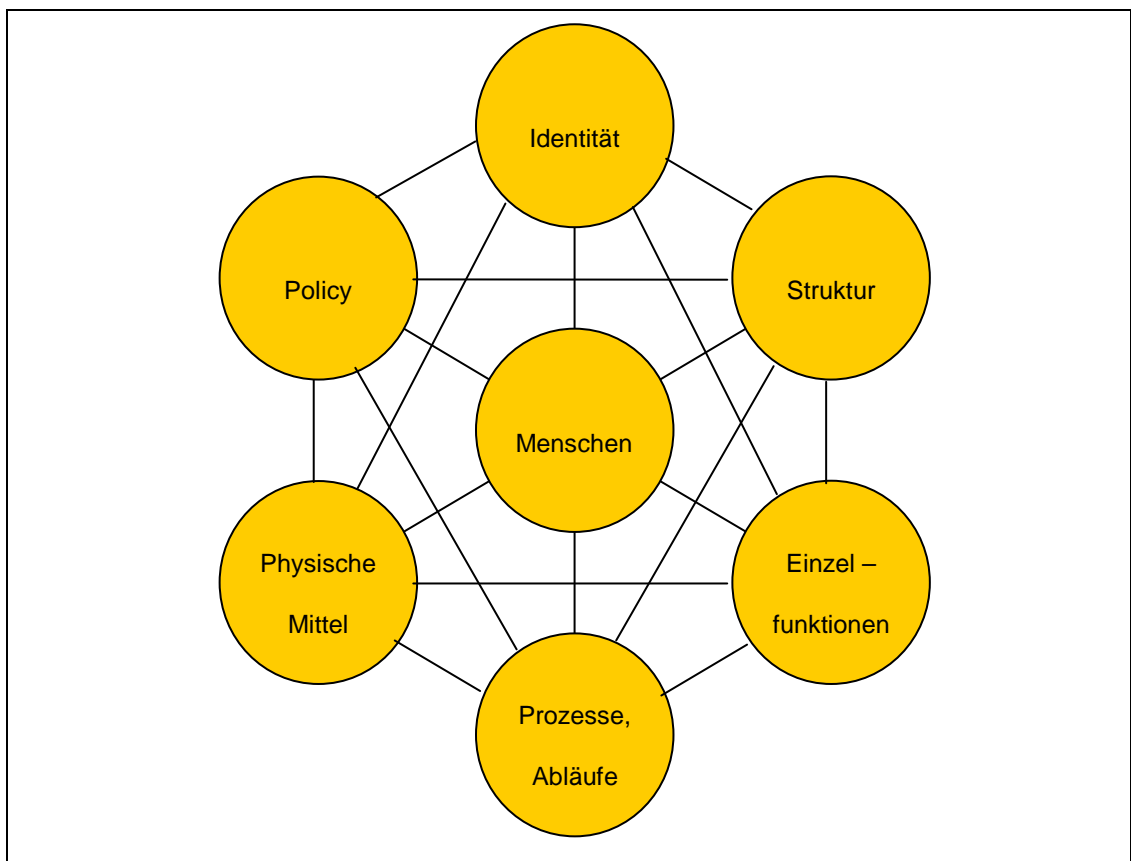 Identität
Policy
Struktur
Menschen
Physische
Mittel
Einzel –
funktionen
Prozesse,
Abläufe